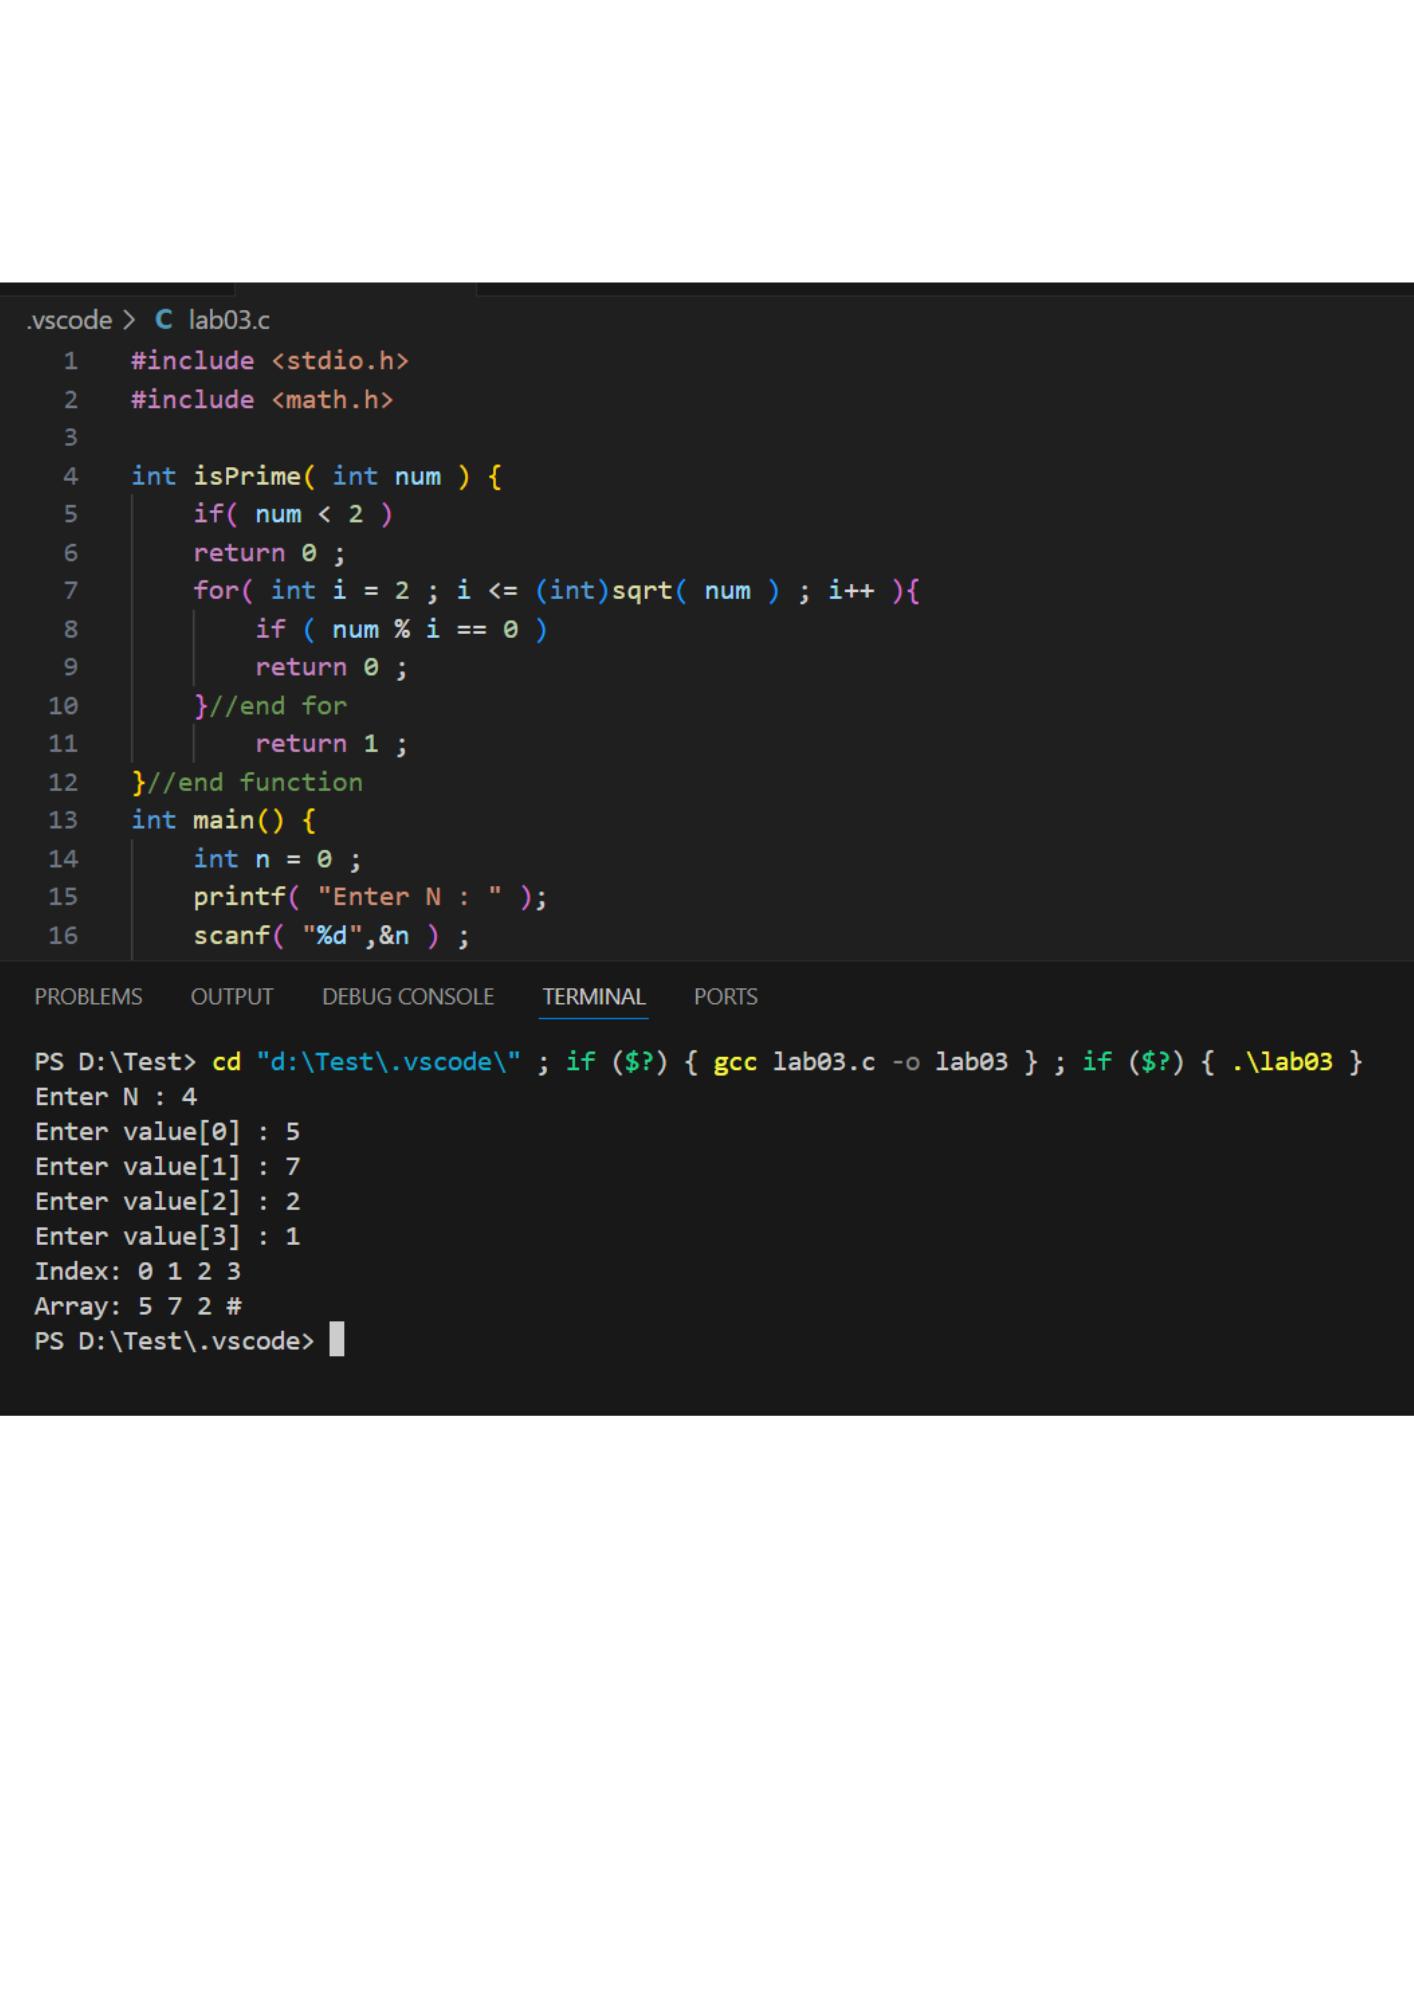 .vscode > C lab03.c
1 #include <stdio.h>
2 #include <math.h>
3
4 int isPrime( int num ) {
5 if( num < 2 )
6 return 0 ;
7 for( int i = 2 ; i <= (int)sqrt( num ) ; i++ ){
8 if ( num % i == 0 )
9 return 0 ;
10 }//end for
11 return 1 ;
12 }//end function
13 int main() {
14 int n = 0 ;
15 printf( "Enter N : " );
16 scanf( "%d",&n ) ;
PROBLEMS OUTPUT DEBUG CONSOLE TERMINAL PORTS
PS D:\Test> cd "d:\Test\.vscode\" ; if ($?) { gcc lab03.c -o lab03 } ; if ($?) { .\lab03 }
Enter N : 4
Enter value[0] : 5
Enter value[1] : 7
Enter value[2] : 2
Enter value[3] : 1
Index: 0 1 2 3
Array: 5 7 2 #
PS D:\Test\.vscode>